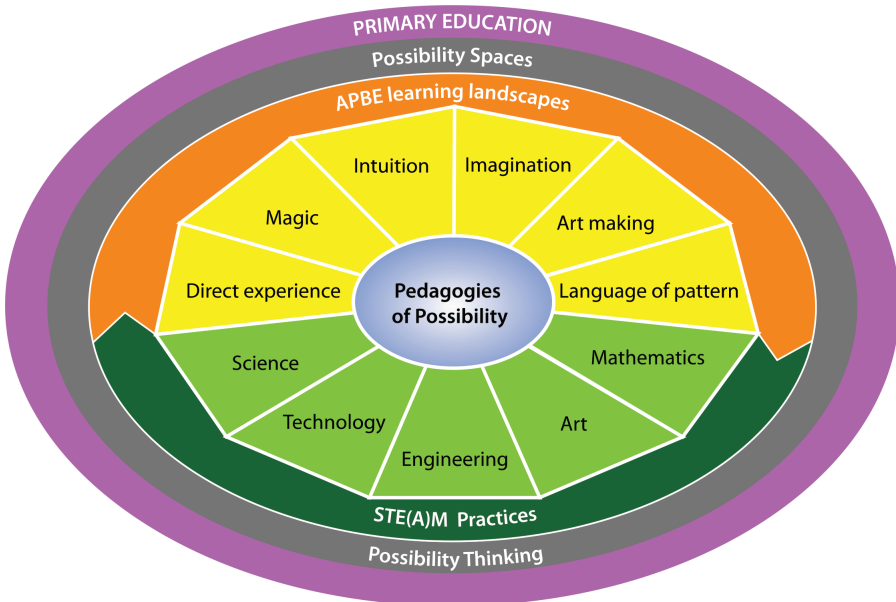 PRIMARY EDUCATION
Possibility Spaces
APBE learning landscapes
Intuition
Imagination
Magic
Art making
Direct experience
Language of pattern
Pedagogies
of Possibility
Science
Mathematics
Technology
Art
Engineering
STE(A)M Practices
Possibility Thinking